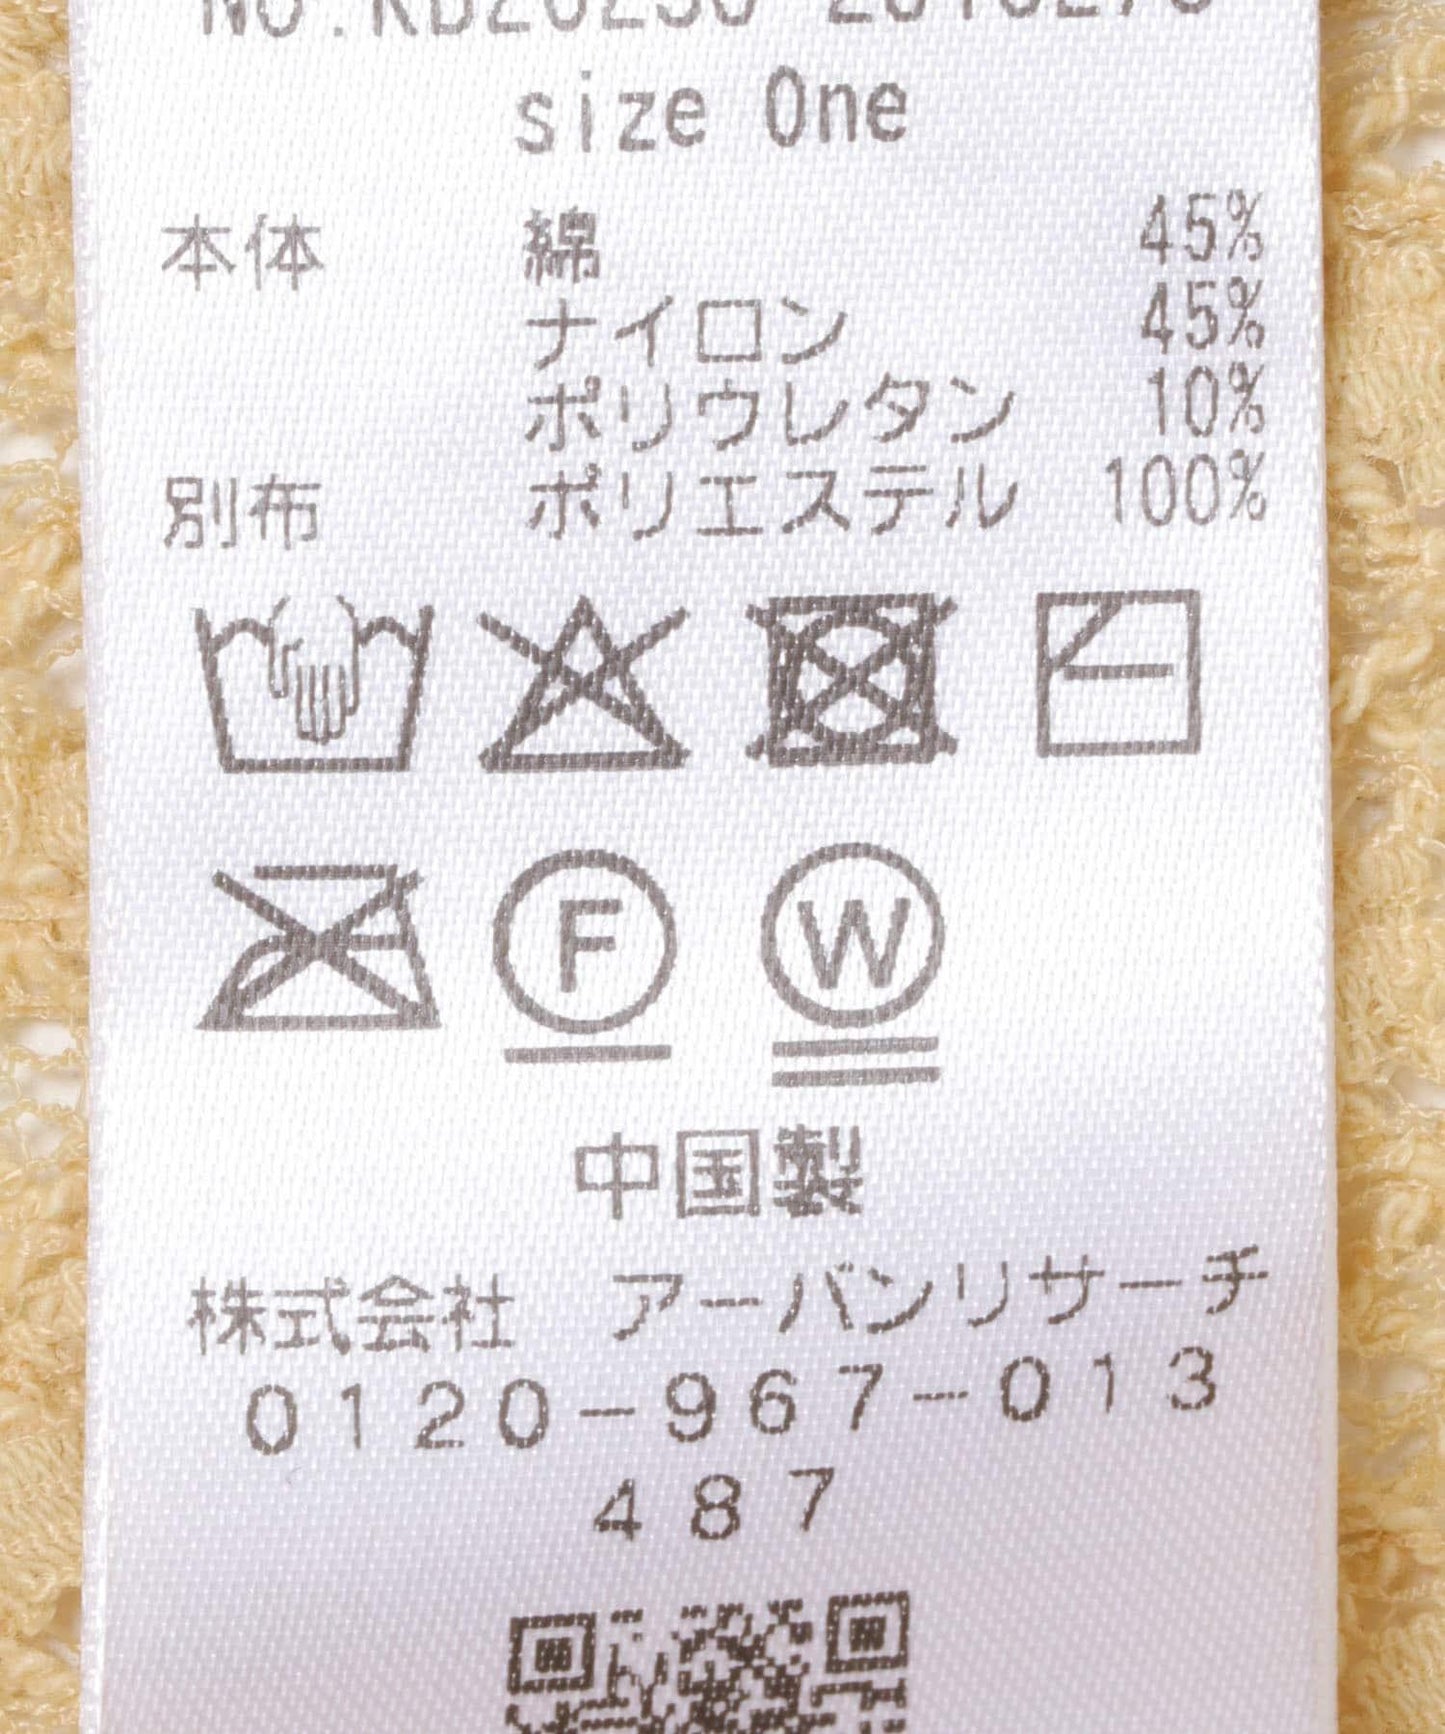 size One
本体 綿 45%
ナイロン 45%
ポリウレタン 10%
別布 ポリエステル 100%
F W
中国製
株式会社 アーバンリサーチ
0120-967-013
487